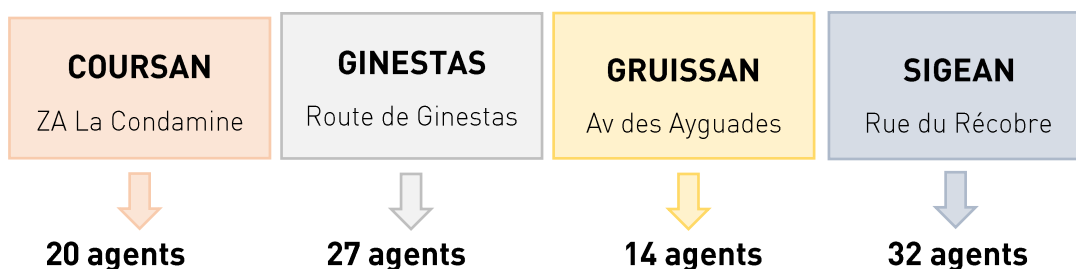 COURSAN
ZA La Condamine
20 agents
GINESTAS
Route de Ginestas
27 agents
GRUISSAN
Av des Ayguades
14 agents
SIGEAN
Rue du Récobre
32 agents